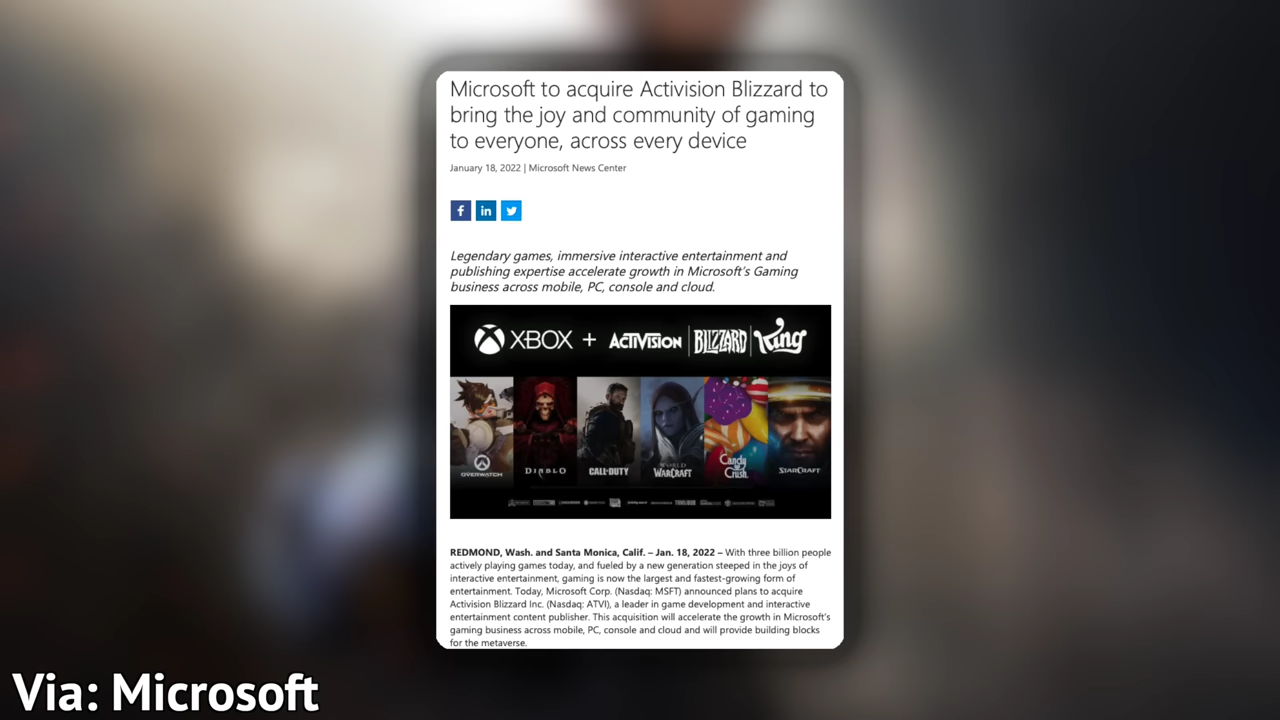 Microsoft to acquire Activision Blizzard to
bring the joy and community of gaming
to everyone, across every device
January 18, 2022 | Microsoft News Center
Legendary games, immersive interactive entertainment and
publishing expertise accelerate growth in Microsoft's Gaming
business across mobile, PC, console and cloud.
XBOX + ACTIVISION | BLIZZARD | King
OVERWATCH DIABLO CALL OF DUTY WORLD OF WARCRAFT Candy Crush STARCRAFT
REDMOND, Wash. and Santa Monica, Calif. – Jan. 18, 2022 – With three billion people
actively playing games today, and fueled by a new generation steeped in the joys of
interactive entertainment, gaming is now the largest and fastest-growing form of
entertainment. Today, Microsoft Corp. (Nasdaq: MSFT) announced plans to acquire
Activision Blizzard Inc. (Nasdaq: ATVI), a leader in game development and interactive
entertainment content publisher. This acquisition will accelerate the growth in Microsoft's
gaming business across mobile, PC, console and cloud and will provide building blocks
for the metaverse.
Via: Microsoft